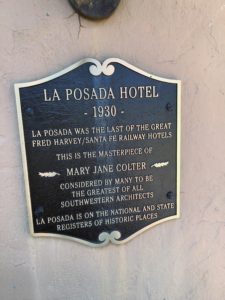 LA POSADA HOTEL
- 1930 -
LA POSADA WAS THE LAST OF THE GREAT
FRED HARVEY/SANTA FE RAILWAY HOTELS
THIS IS THE MASTERPIECE OF
MARY JANE COLTER
CONSIDERED BY MANY TO BE
THE GREATEST OF ALL
SOUTHWESTERN ARCHITECTS
LA POSADA IS ON THE NATIONAL AND STATE
REGISTERS OF HISTORIC PLACES